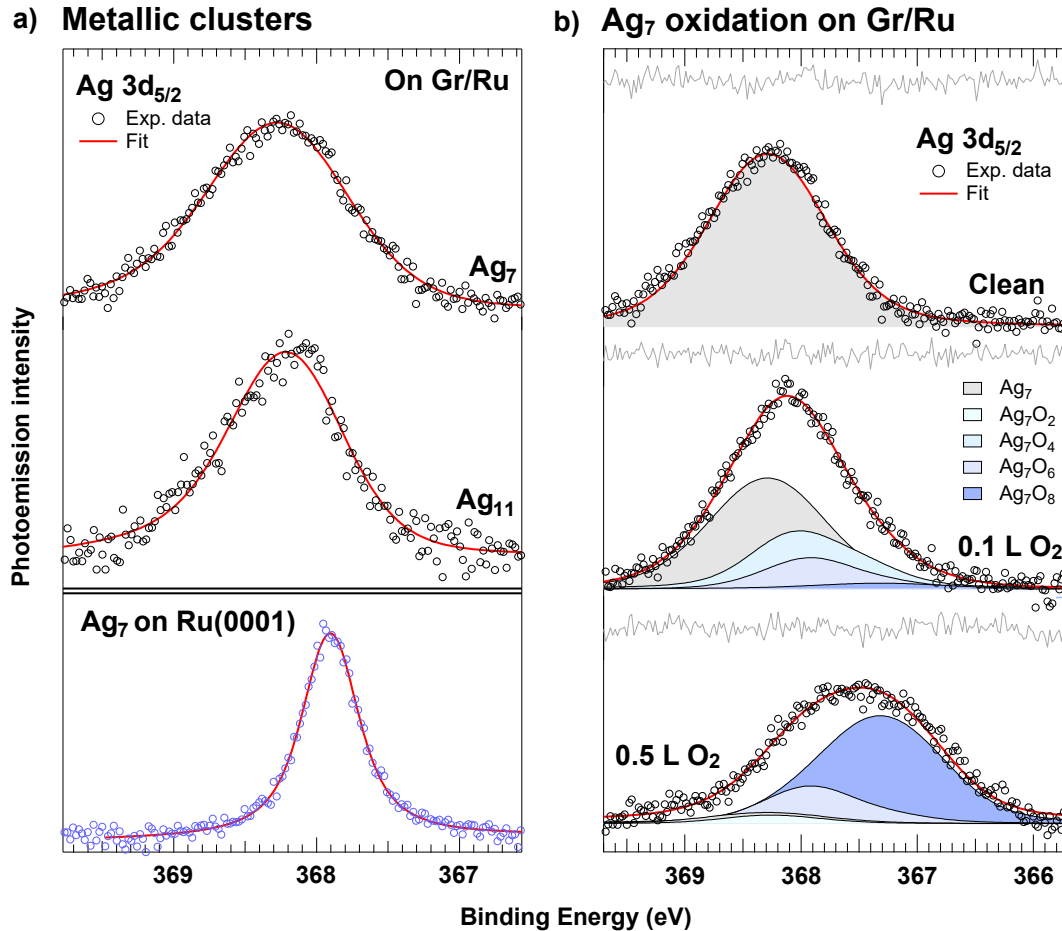 a) Metallic clusters
Ag 3d5/2
Exp. data
Fit
On Gr/Ru
Ag7
Ag11
Ag7 on Ru(0001)
369 368 367
Photoemission intensity
b) Ag7 oxidation on Gr/Ru
Ag 3d5/2
Exp. data
Fit
Clean
Ag7
Ag7O2
Ag7O4
Ag7O6
Ag7O8
0.1 L O2
0.5 L O2
369 368 367 366
Binding Energy (eV)